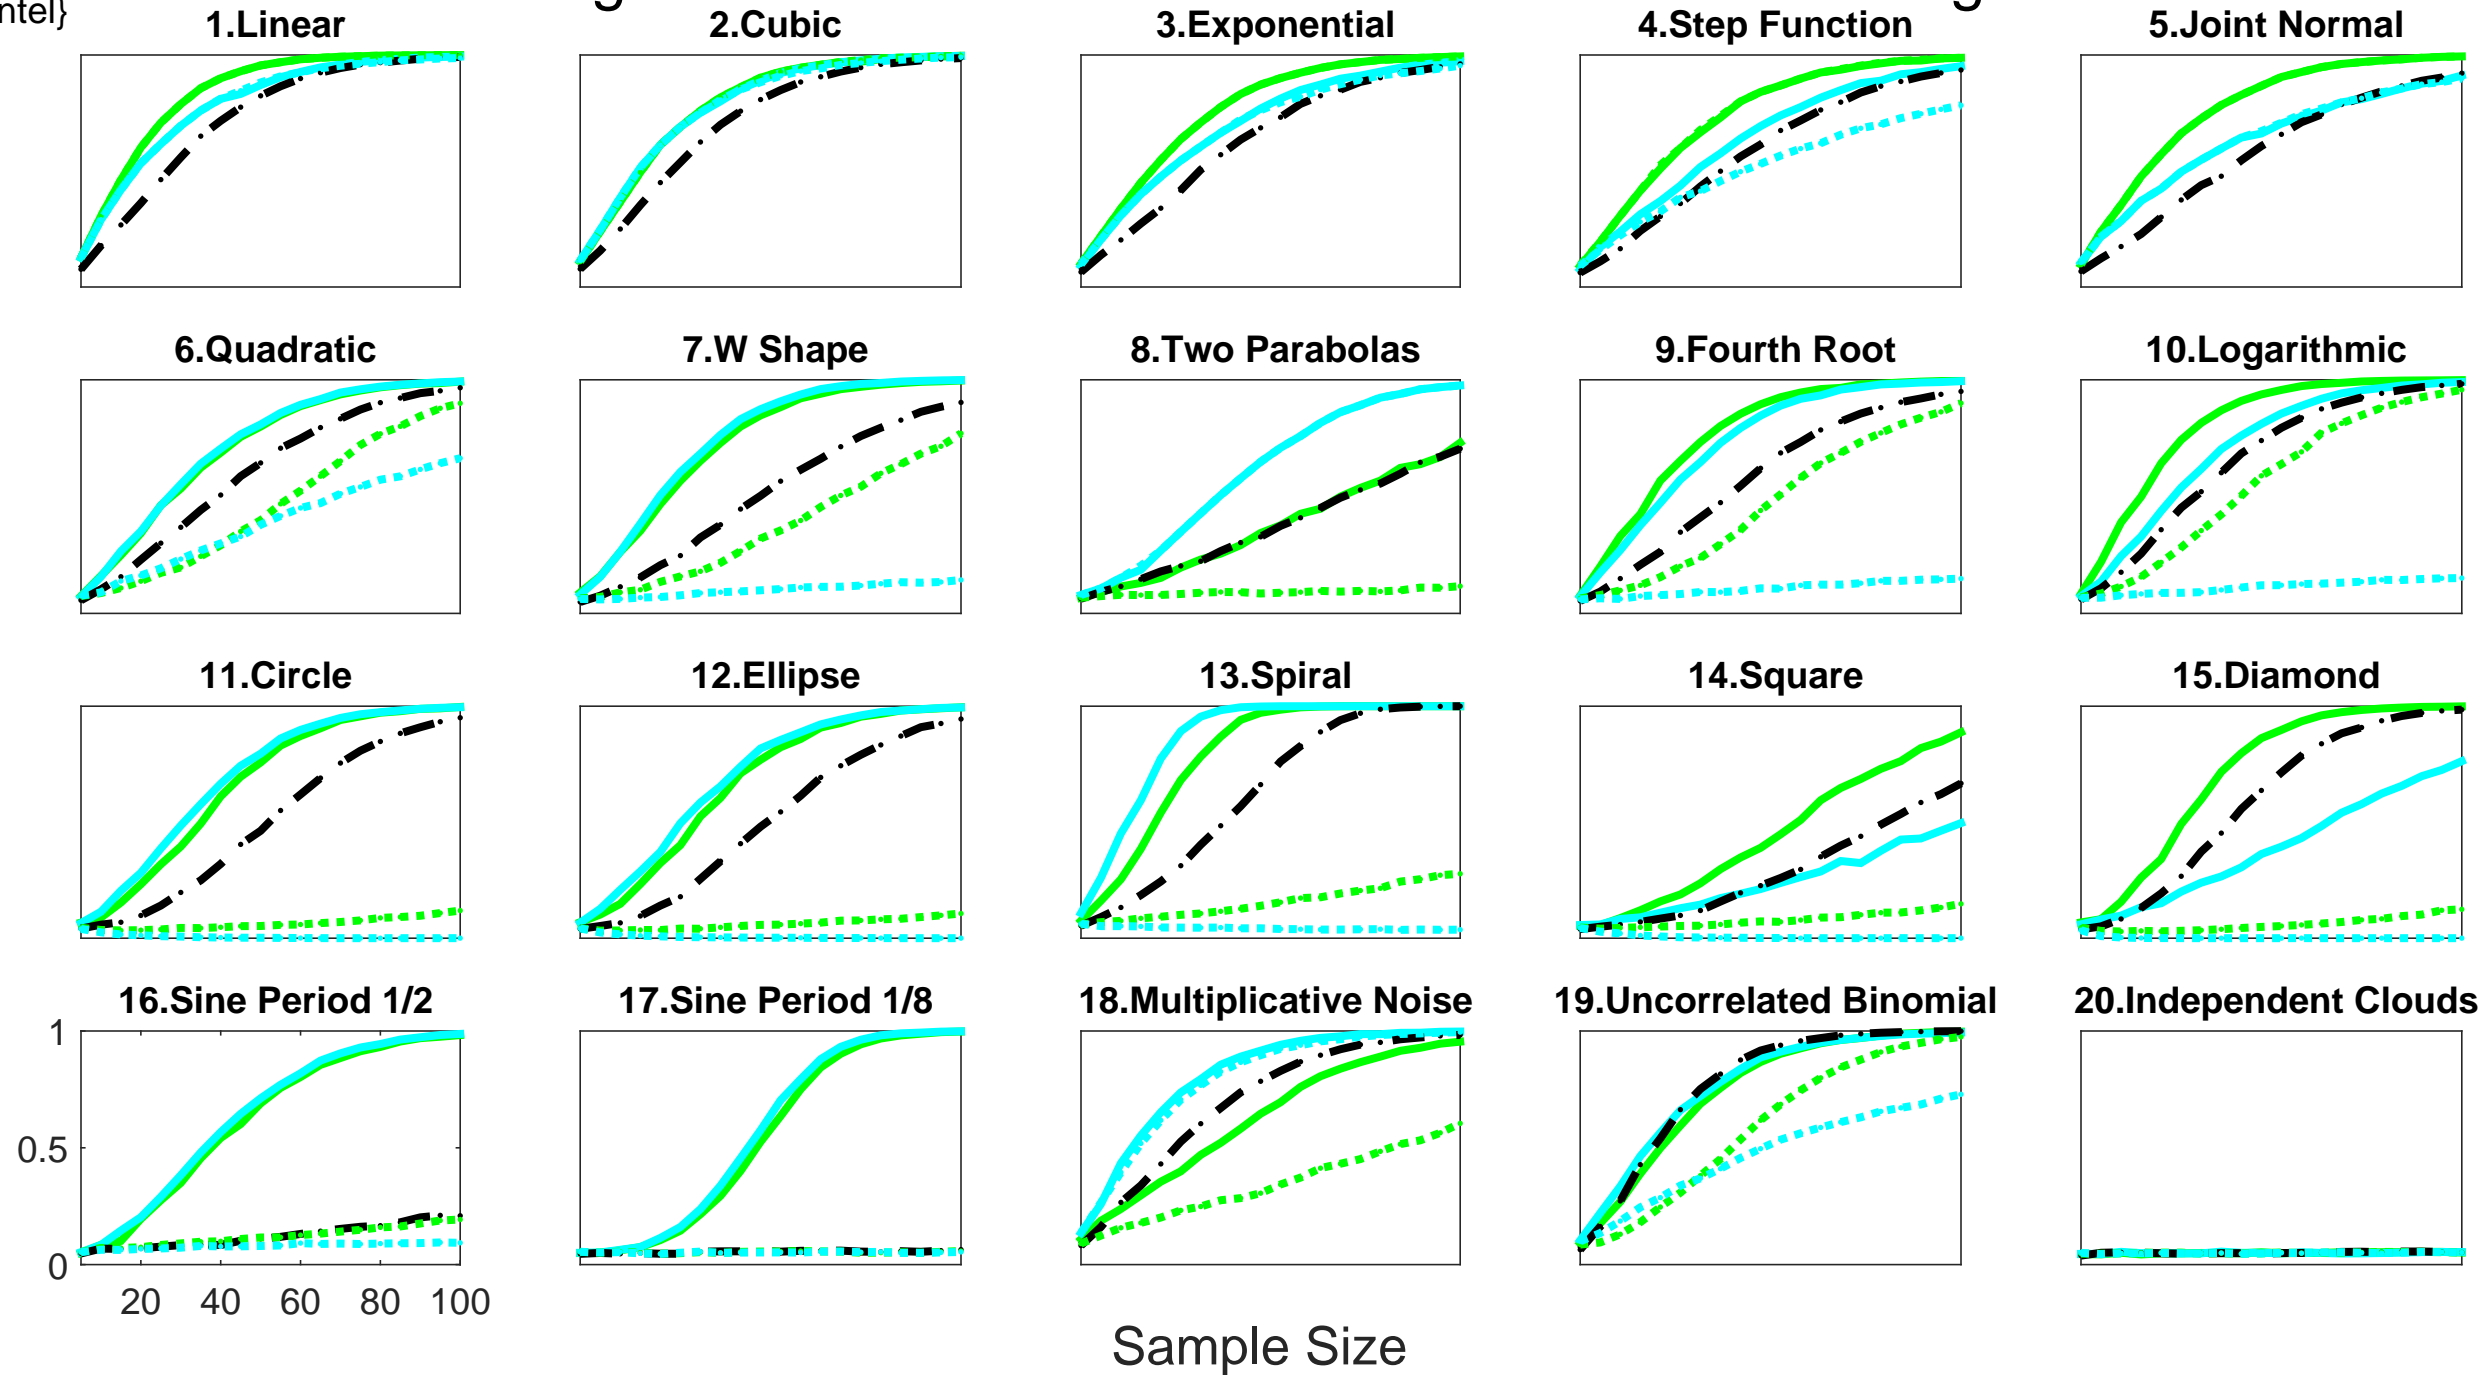 ntel}
g g
1.Linear 2.Cubic 3.Exponential 4.Step Function 5.Joint Normal
6.Quadratic 7.W Shape 8.Two Parabolas 9.Fourth Root 10.Logarithmic
11.Circle 12.Ellipse 13.Spiral 14.Square 15.Diamond
16.Sine Period 1/2 17.Sine Period 1/8 18.Multiplicative Noise 19.Uncorrelated Binomial 20.Independent Clouds
1
0.5
0
20 40 60 80 100
Sample Size